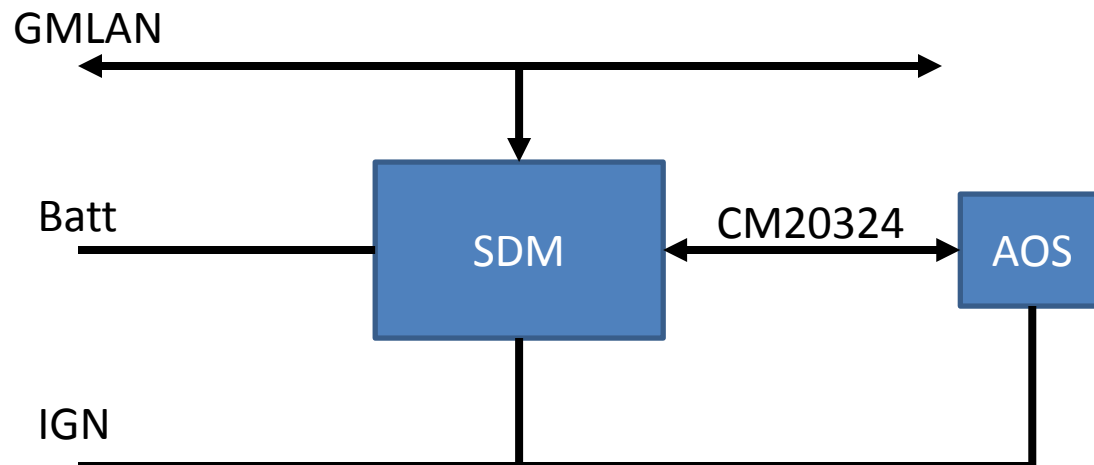 GMLAN
Batt
SDM
CM20324
AOS
IGN